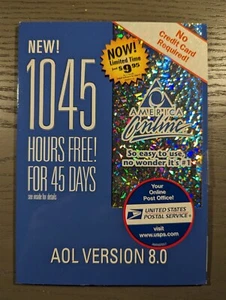 NEW!
1045
HOURS FREE!
FOR 45 DAYS
see inside for details
NOW!
Limited Time
$9.95
No
Credit Card
Required!
AMERICA
Online
So easy to use,
no wonder it's #1
Your
Online
Post Office!
UNITED STATES
POSTAL SERVICE
visit
www.usps.com
AOL VERSION 8.0